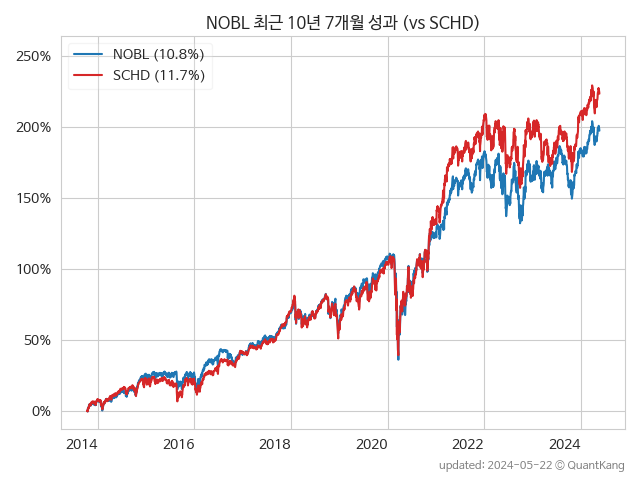 NOBL 최근 10년 7개월 성과 (vs SCHD)
NOBL (10.8%)
SCHD (11.7%)
250%
200%
150%
100%
50%
0%
2014 2016 2018 2020 2022 2024
updated: 2024-05-22 © QuantKang